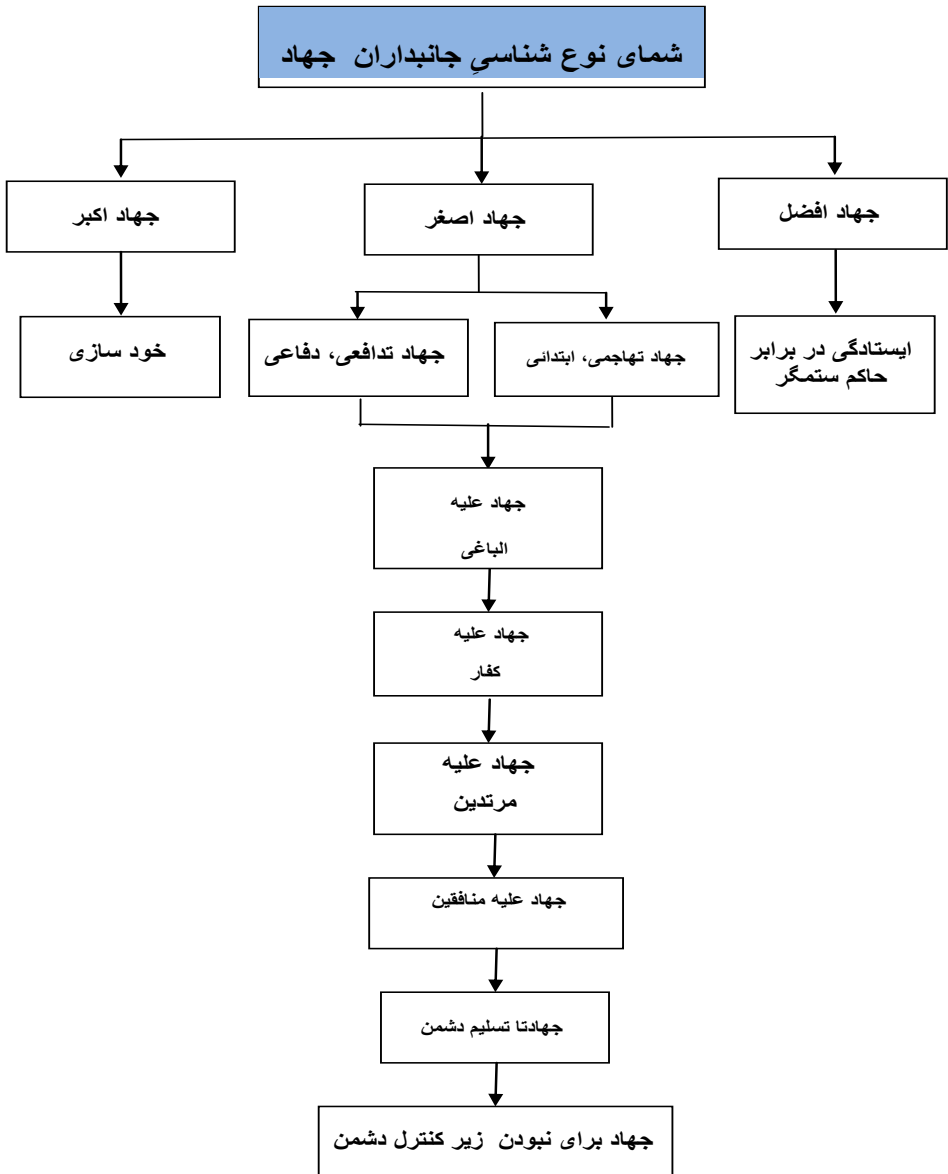 شمای نوع شناسیِ جانبداران جهاد
جهاد افضل
جهاد اصغر
جهاد اکبر
ایستادگی در برابر
حاکم ستمگر
جهاد تهاجمی، ابتدائی
جهاد تدافعی، دفاعی
خود سازی
جهاد علیه
الباغی
جهاد علیه
کفار
جهاد علیه
مرتدین
جهاد علیه منافقین
جهادتا تسلیم دشمن
جهاد برای نبودن زیر کنترل دشمن